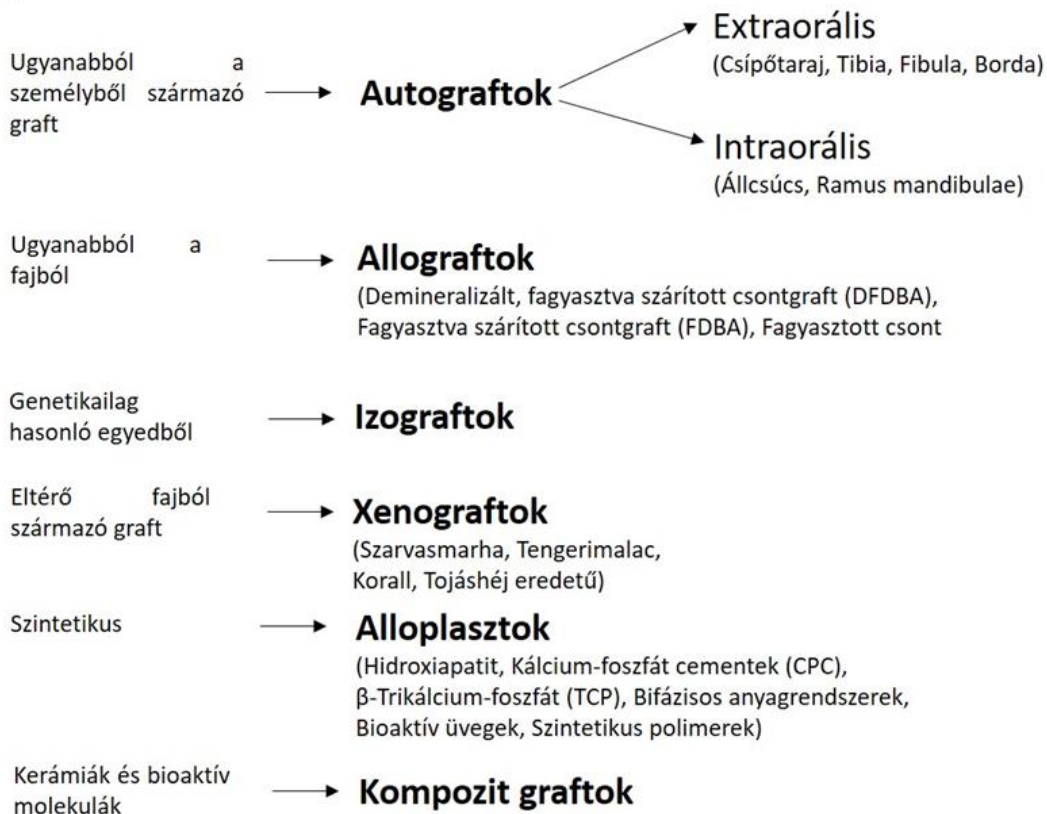 Ugyanabból a
személyből származó
graft
Autograftok
Extraorális
(Csípőtaraj, Tibia, Fibula, Borda)
Intraorális
(Állcsúcs, Ramus mandibulae)
Ugyanabból a
fajból
Allograftok
(Demineralizált, fagyasztva szárított csontgraft (DFDBA),
Fagyasztva szárított csontgraft (FDBA), Fagyasztott csont
Genetikailag
hasonló egyedből
Izograftok
Eltérő fajból
származó graft
Xenograftok
(Szarvasmarha, Tengerimalac,
Korall, Tojáshéj eredetű)
Szintetikus
Alloplasztok
(Hidroxiapatit, Kálcium-foszfát cementek (CPC),
β-Trikálcium-foszfát (TCP), Bifázisos anyagrendszerek,
Bioaktív üvegek, Szintetikus polimerek)
Kerámiák és bioaktív
molekulák
Kompozit graftok